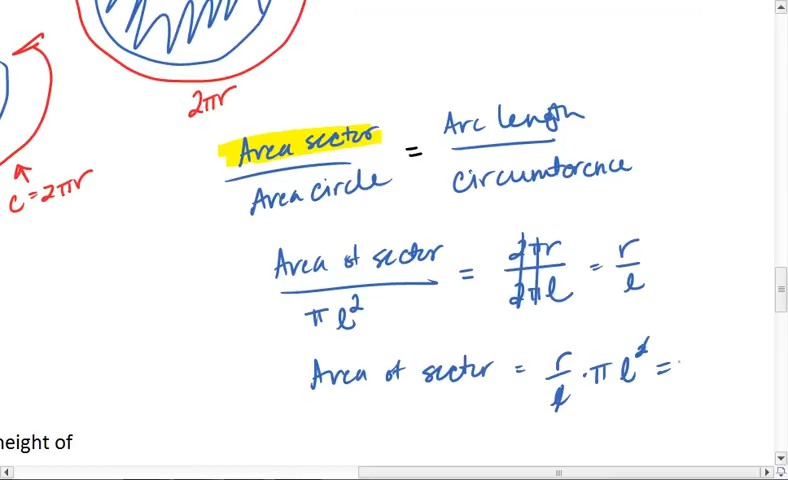 2πr
C = 2πr
Area sector / Area circle = Arc length / circumference
Area of sector / πl² = 2πr / 2πl = r / l
Area of sector = r / l · πl² =
height of